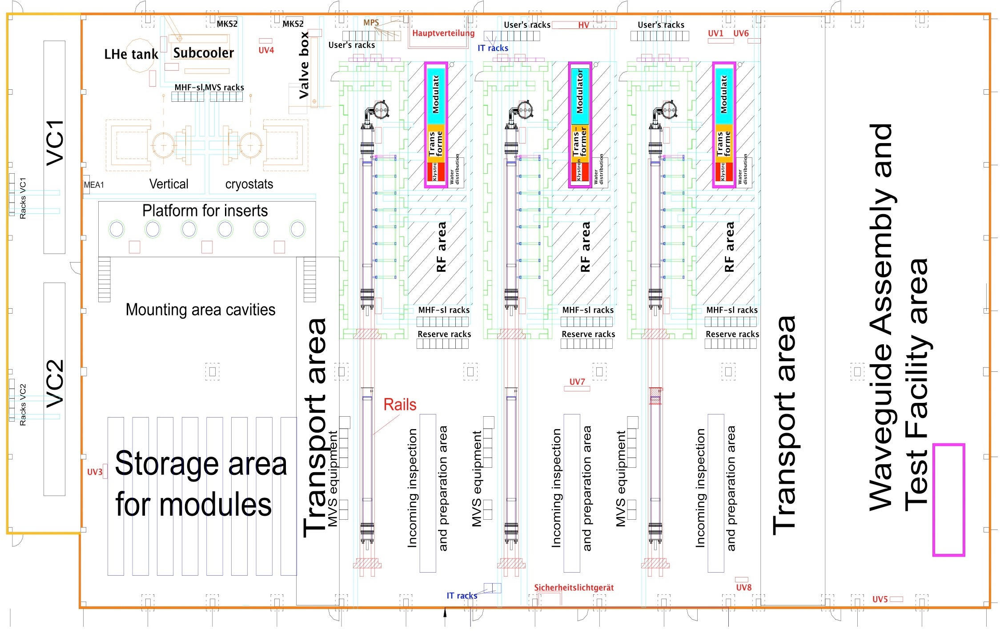 MKS2
MKS2
MPS
User's racks
User's racks
HV
User's racks
Hauptverteilung
UV1
UV6
LHe tank
Subcooler
UV4
Valve box
User's racks
IT racks
MHF-sl,MVS racks
VC1
Racks VC1
MEA1
Vertical
cryostats
Platform for inserts
Mounting area cavities
Modulato
Trans
forme
Klystro
Water
distribution
RF area
MHF-sl racks
Reserve racks
Modulator
Trans-
former
Klystron
Water
distribution
RF area
MHF-sl racks
Reserve racks
Modulato
Trans
forme
Klystro
Water
distribution
RF area
MHF-sl racks
Reserve racks
VC2
Racks VC2
UV3
Storage area
for modules
Transport area
MVS equipment
Rails
Incoming inspection
and preparation area
MVS equipment
UV7
Incoming inspection
and preparation area
MVS equipment
Incoming inspection
and preparation area
Transport area
Waveguide Assembly and
Test Facility area
IT racks
Sicherheitslichtgerät
UV8
UV5